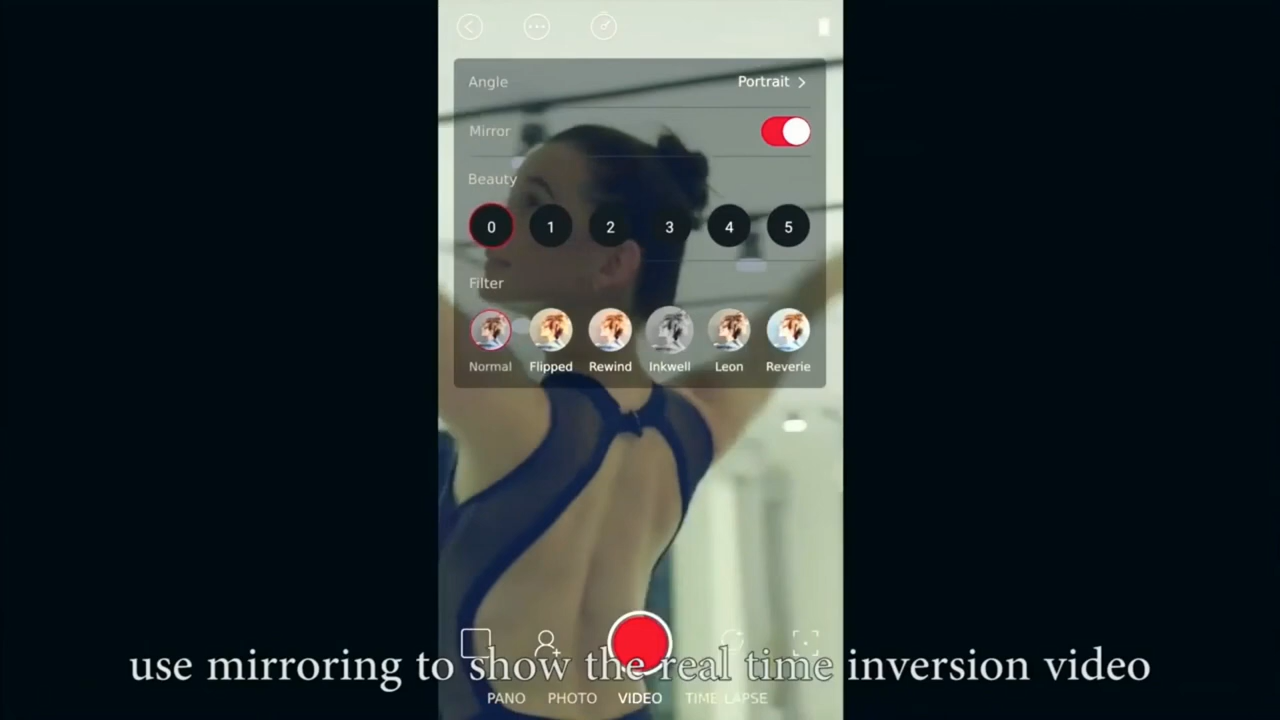 Angle Portrait
Mirror
Beauty
0 1 2 3 4 5
Filter
Normal Flipped Rewind Inkwell Leon Reverie
use mirroring to show the real time inversion video
PANO PHOTO VIDEO TIME LAPSE